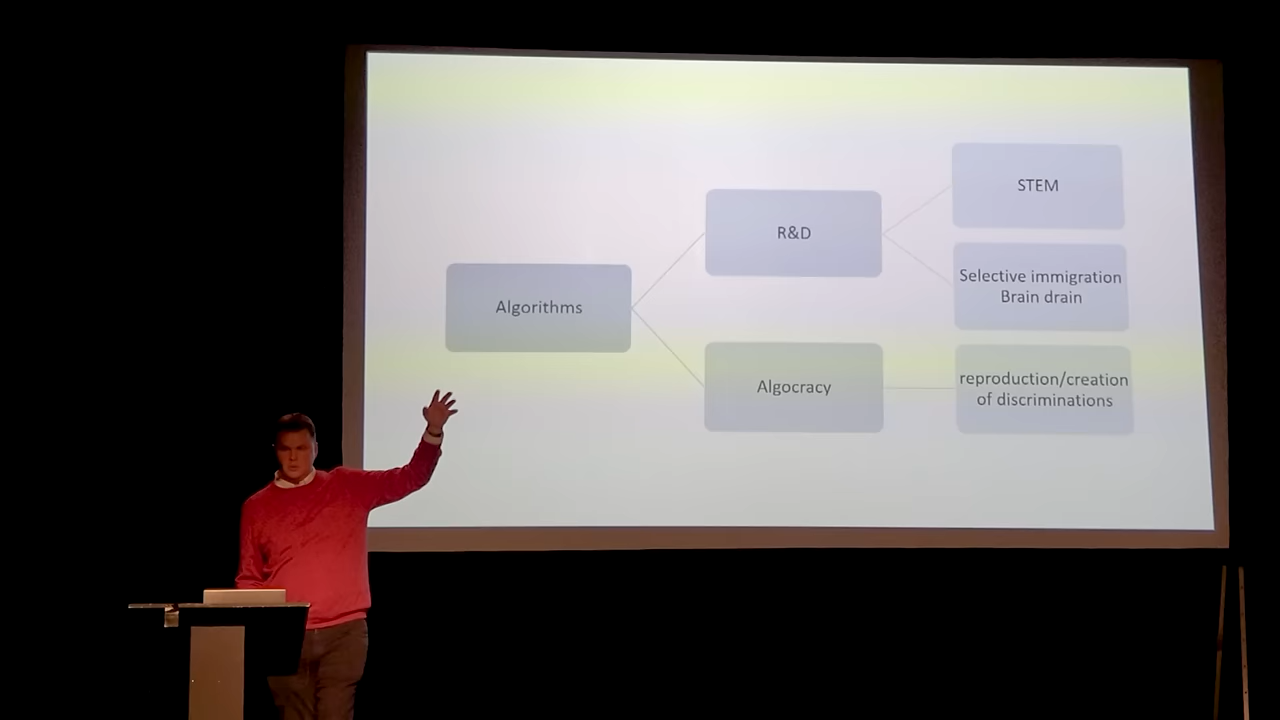 Algorithms
R&D
Algocracy
STEM
Selective immigration
Brain drain
reproduction/creation
of discriminations